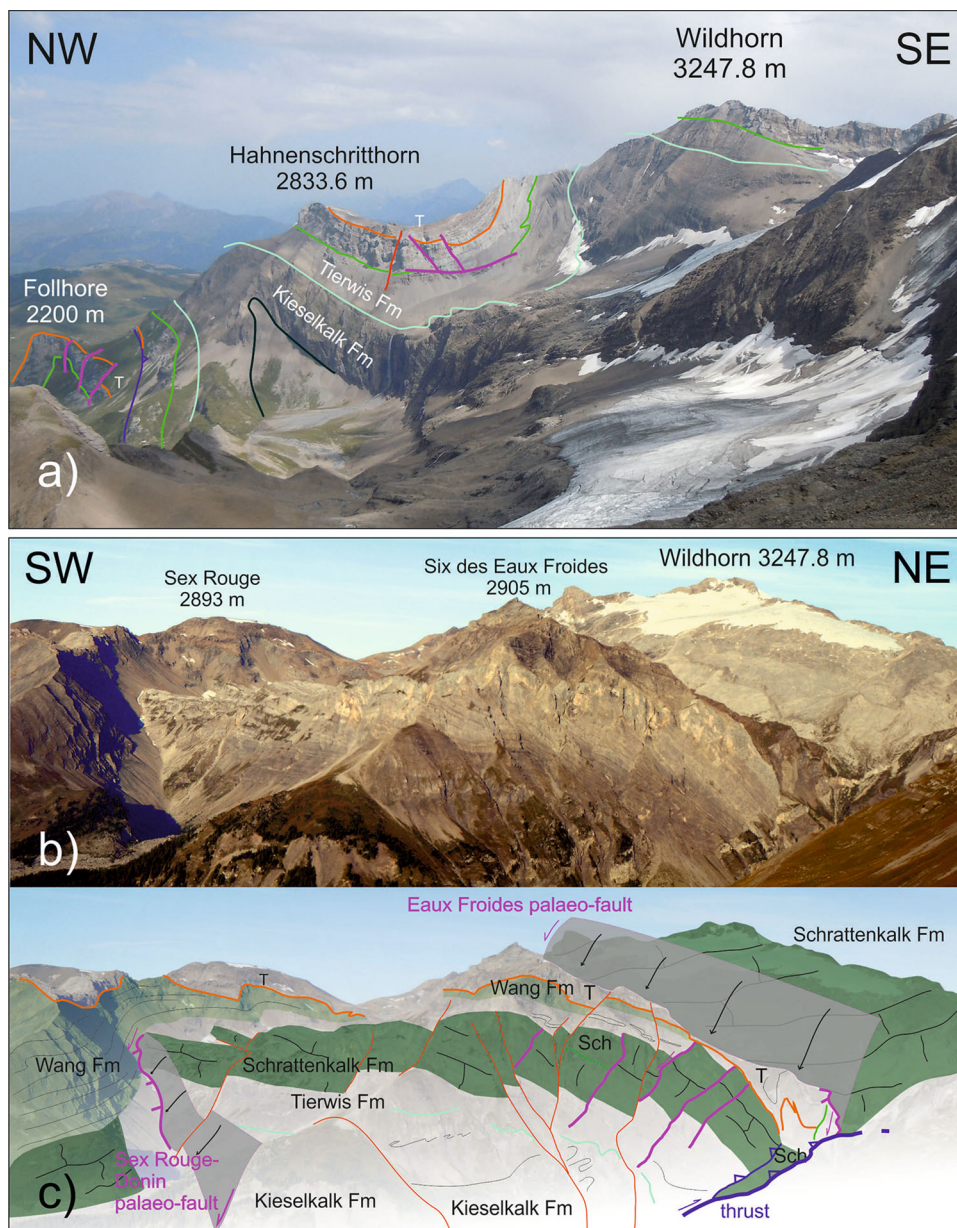 NW
Wildhorn
3247.8 m
SE
Hahnenschritthorn
2833.6 m
T
Tierwis Fm
Kieselkalk Fm
Follhore
2200 m
T
a)
SW
Sex Rouge
2893 m
Six des Eaux Froides
2905 m
Wildhorn 3247.8 m
NE
b)
Eaux Froides palaeo-fault
Schrattenkalk Fm
T
Wang Fm
T
Wang Fm
Schrattenkalk Fm
Sch
T
Tierwis Fm
Sex Rouge-
Donin
palaeo-fault
Sch
c)
Kieselkalk Fm
Kieselkalk Fm
thrust